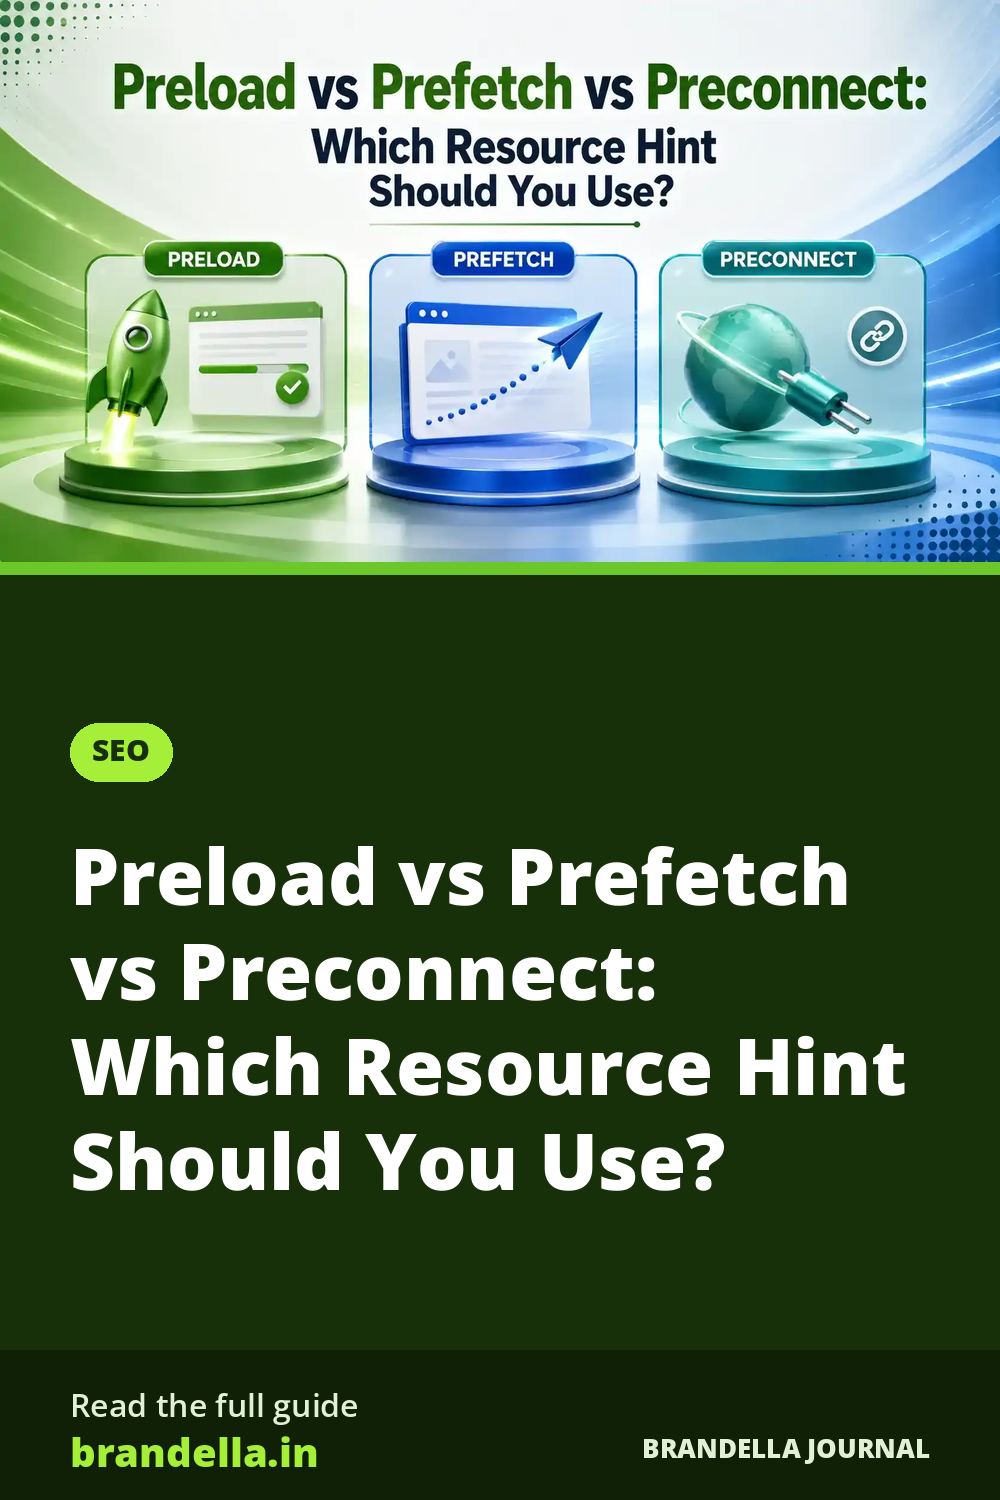 Preload vs Prefetch vs Preconnect:
Which Resource Hint
Should You Use?
PRELOAD
PREFETCH
PRECONNECT
SEO
Preload vs Prefetch
vs Preconnect:
Which Resource Hint
Should You Use?
Read the full guide
brandella.in
BRANDELLA JOURNAL